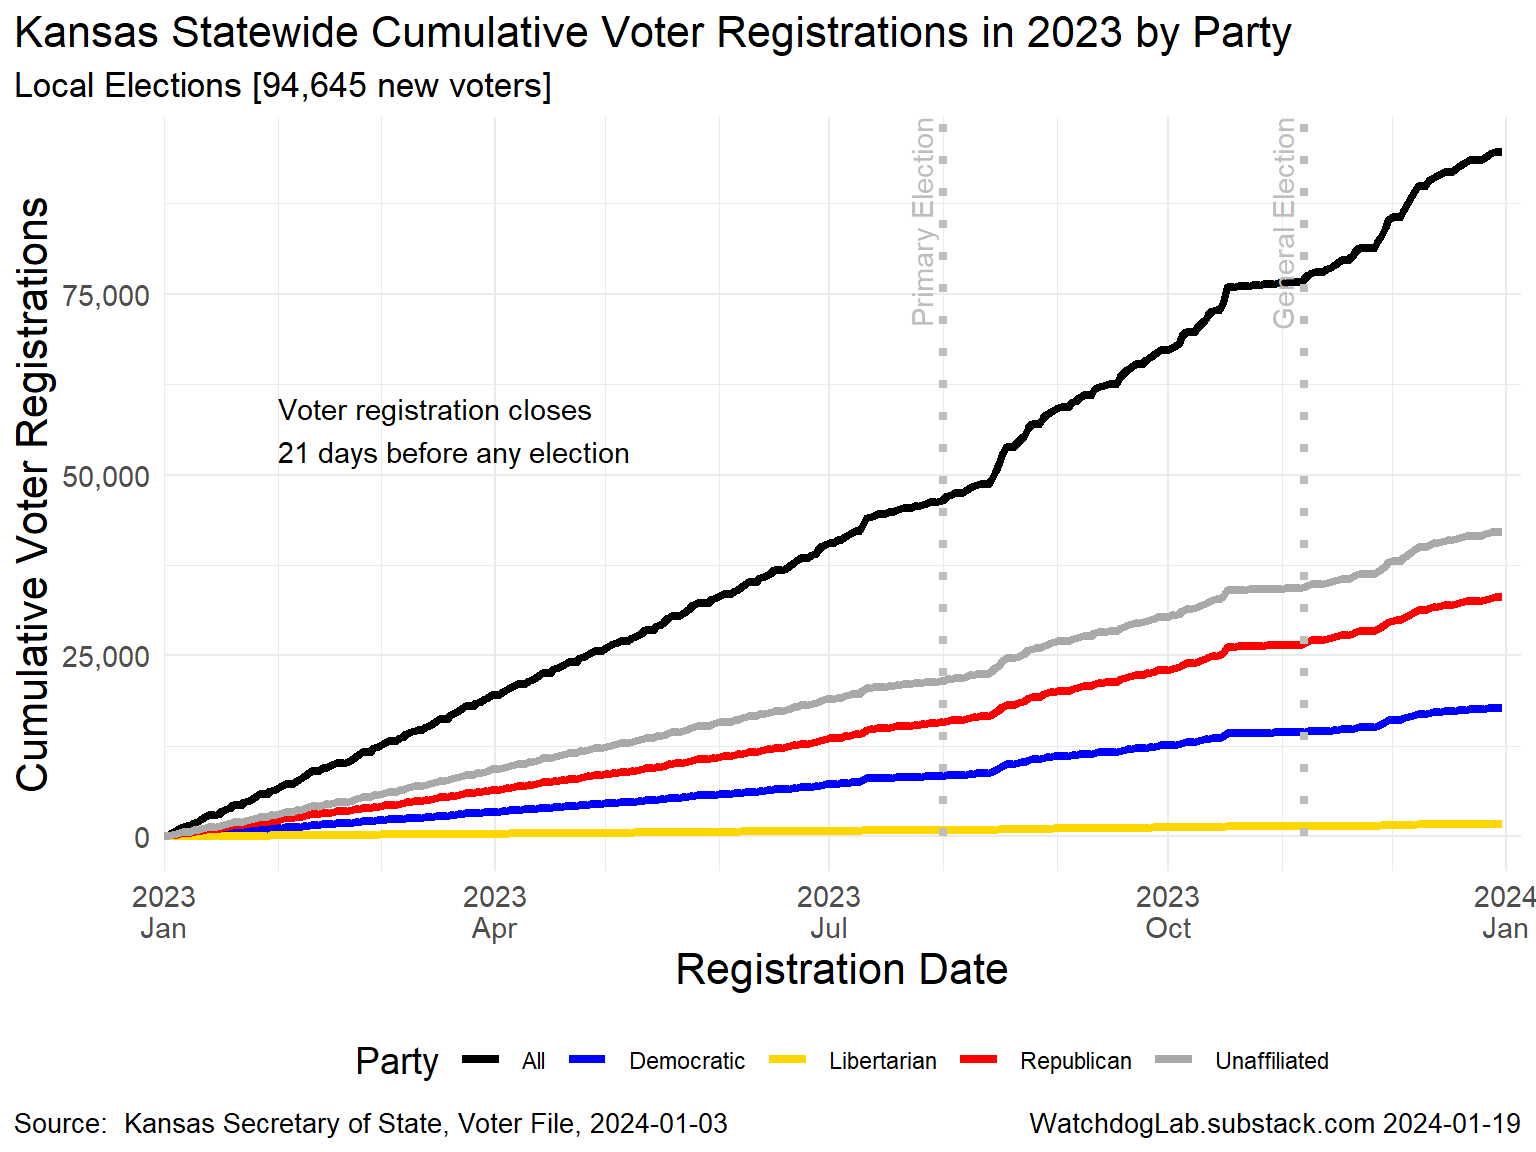 Kansas Statewide Cumulative Voter Registrations in 2023 by Party
Local Elections [94,645 new voters]
Cumulative Voter Registrations
75,000
50,000
25,000
0
Primary Election
General Election
Voter registration closes
21 days before any election
2023 2023 2023 2023 2024
Jan Apr Jul Oct Jan
Registration Date
Party All Democratic Libertarian Republican Unaffiliated
Source:  Kansas Secretary of State, Voter File, 2024-01-03
WatchdogLab.substack.com 2024-01-19